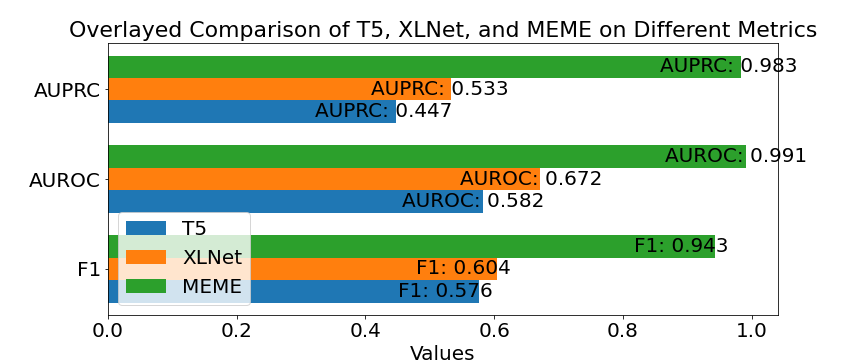 Overlayed Comparison of T5, XLNet, and MEME on Different Metrics
AUPRC
AUPRC: 0.983
AUPRC: 0.533
AUPRC: 0.447
AUROC
AUROC: 0.991
AUROC: 0.672
AUROC: 0.582
F1
F1: 0.943
F1: 0.604
F1: 0.576
T5
XLNet
MEME
0.0 0.2 0.4 0.6 0.8 1.0
Values